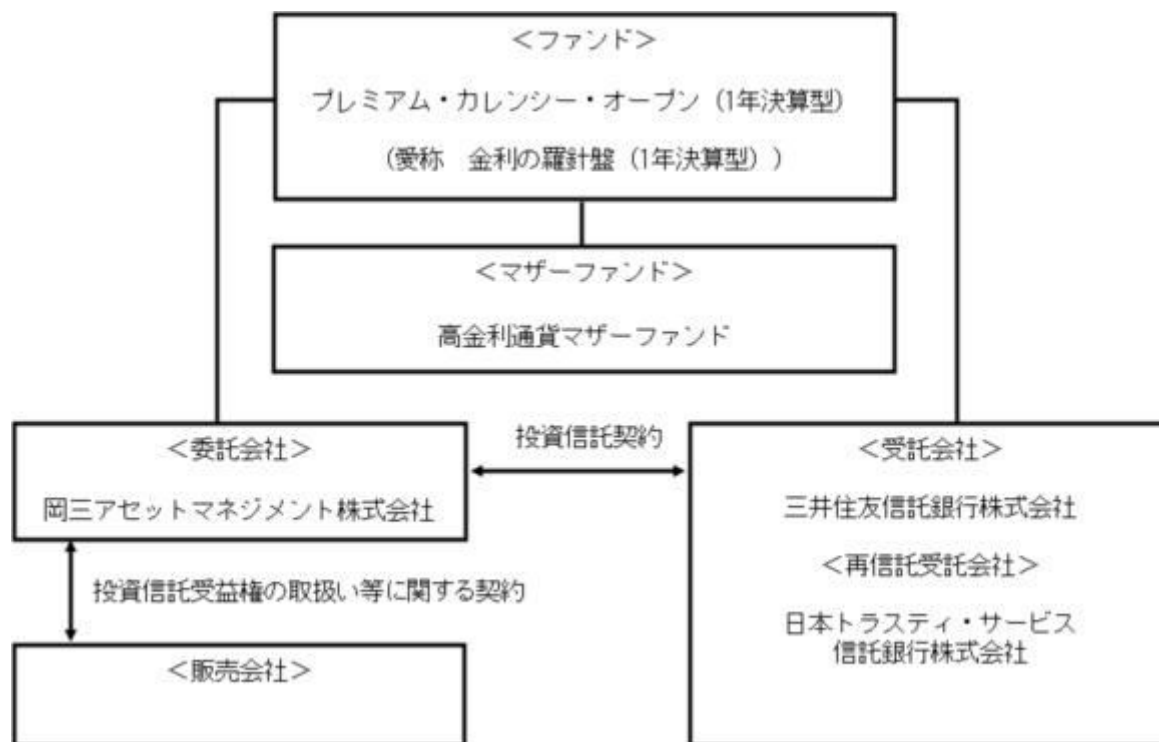 ＜ファンド＞
プレミアム・カレンシー・オープン（1年決算型）
（愛称　金利の羅針盤（1年決算型））
＜マザーファンド＞
高金利通貨マザーファンド
＜委託会社＞
岡三アセットマネジメント株式会社
投資信託契約
＜受託会社＞
三井住友信託銀行株式会社
＜再信託受託会社＞
日本トラスティ・サービス
信託銀行株式会社
投資信託受益権の取扱い等に関する契約
＜販売会社＞